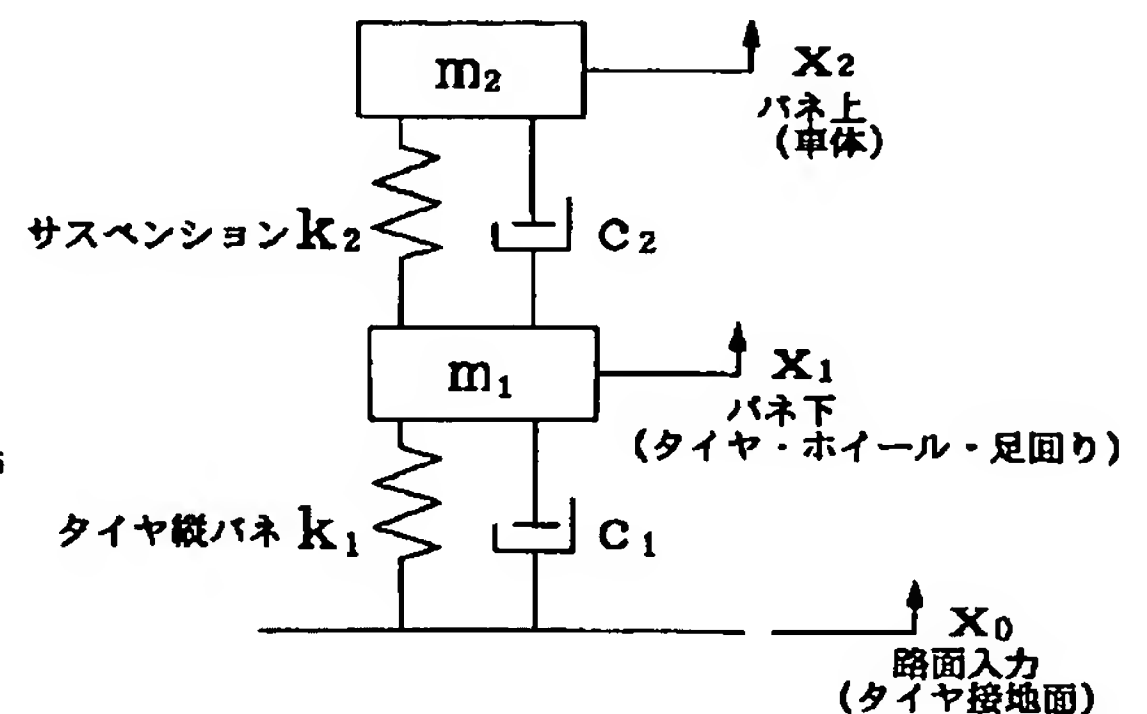 m₂
x₂
バネ上
(車体)
サスペンションk₂
c₂
m₁
x₁
バネ下
(タイヤ・ホイール・足回り)
タイヤ縦バネ k₁
c₁
x₀
路面入力
(タイヤ接地面)